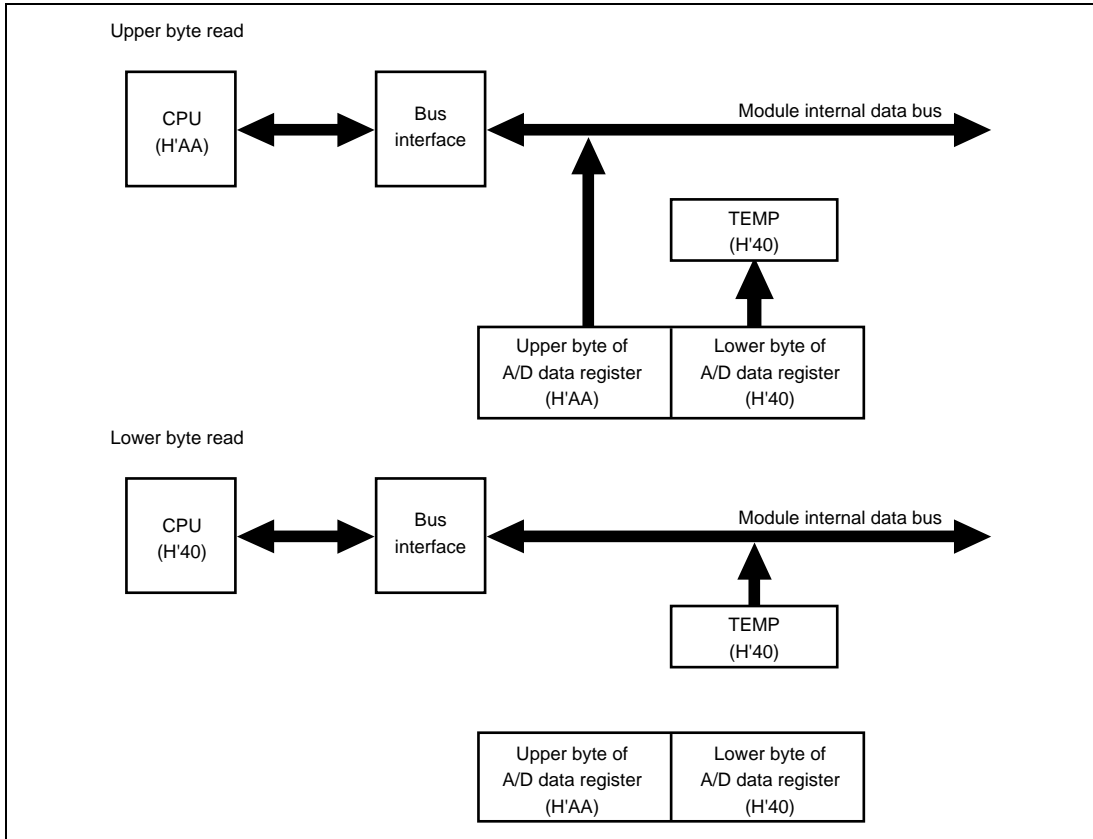 Upper byte read
CPU
(H'AA)
Bus
interface
Module internal data bus
TEMP
(H'40)
Upper byte of
A/D data register
(H'AA)
Lower byte of
A/D data register
(H'40)
Lower byte read
CPU
(H'40)
Bus
interface
Module internal data bus
TEMP
(H'40)
Upper byte of
A/D data register
(H'AA)
Lower byte of
A/D data register
(H'40)